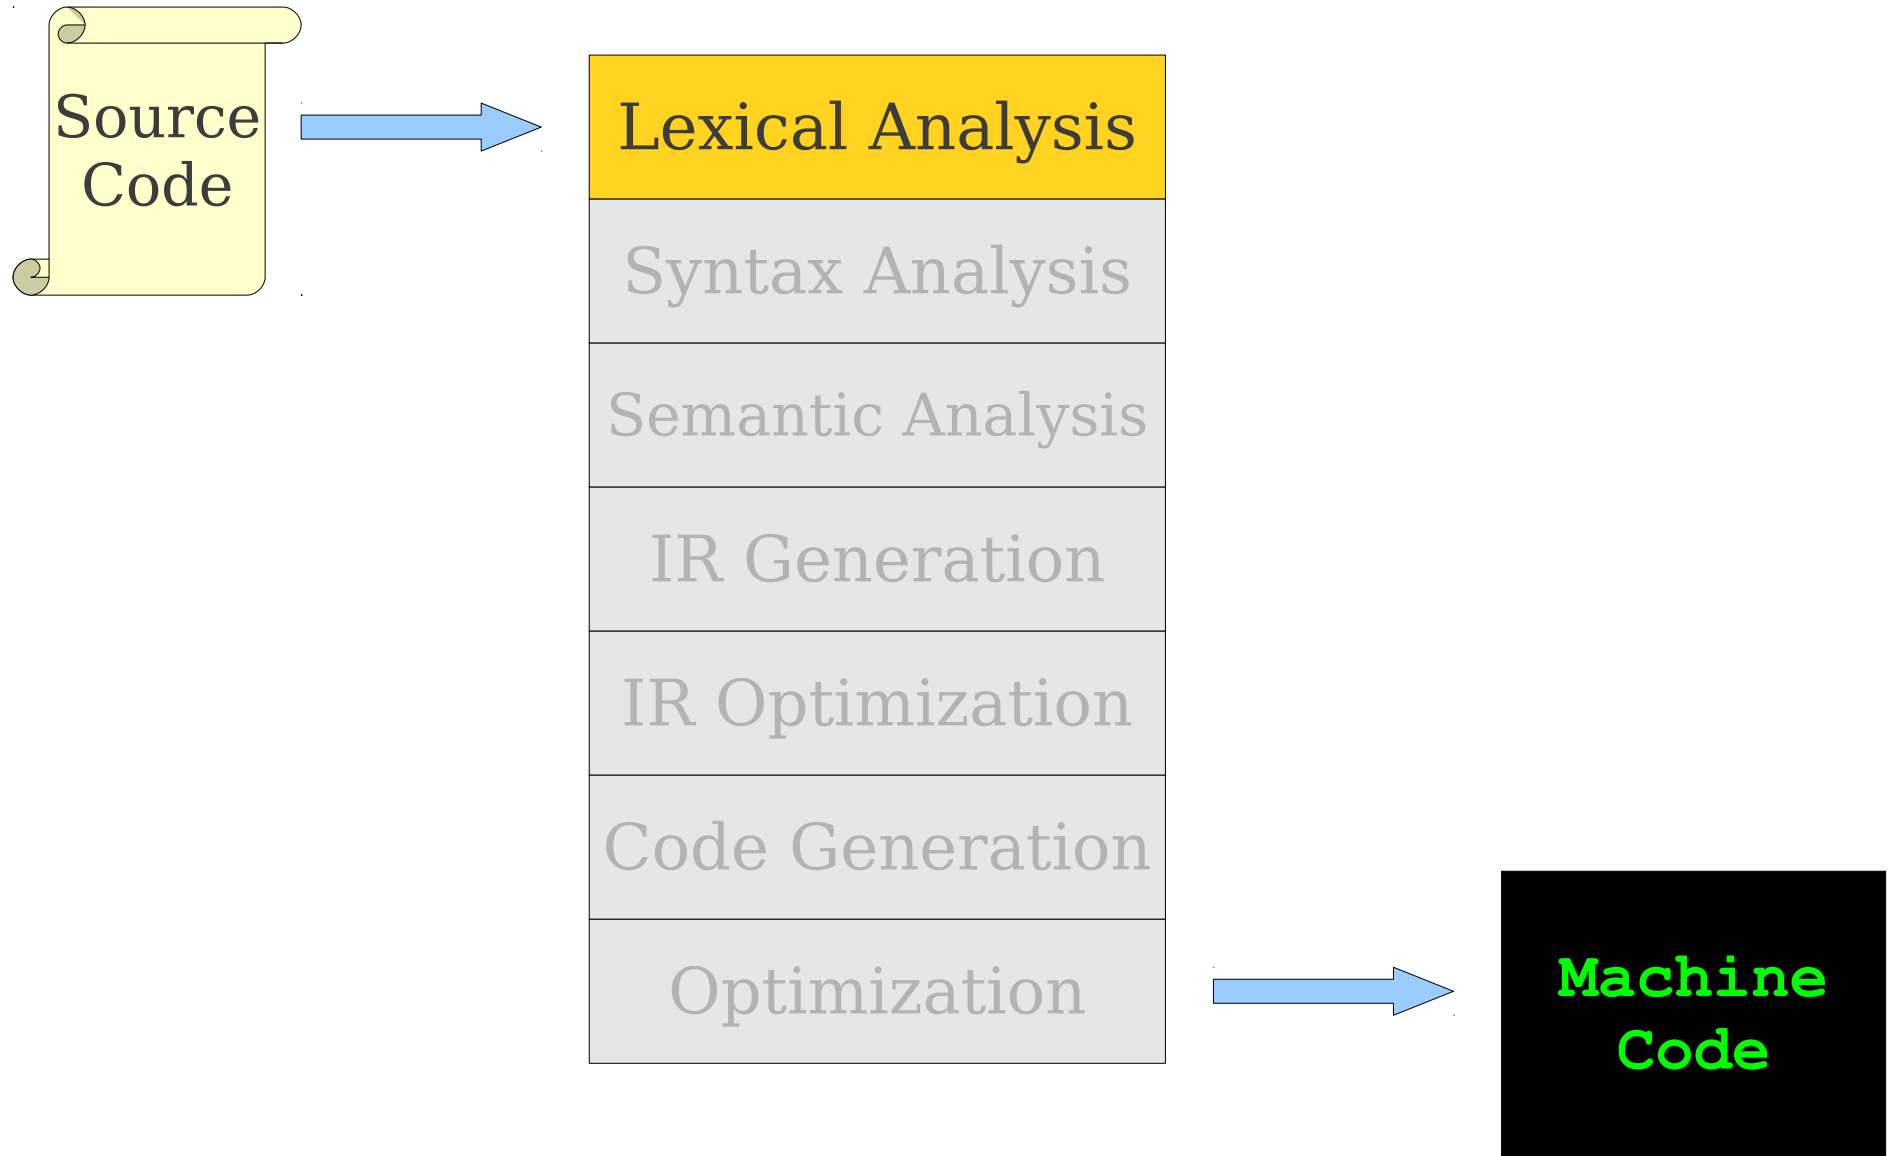 Source
Code
Lexical Analysis
Syntax Analysis
Semantic Analysis
IR Generation
IR Optimization
Code Generation
Optimization
Machine
Code